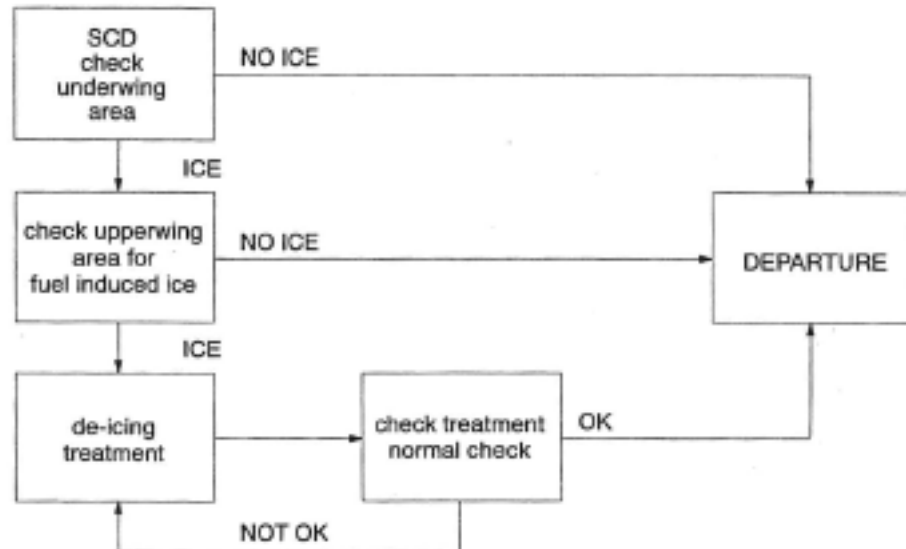 SCD
check
underwing
area
NO ICE
ICE
check upperwing
area for
fuel induced ice
NO ICE
DEPARTURE
ICE
de-icing
treatment
check treatment
normal check
OK
NOT OK